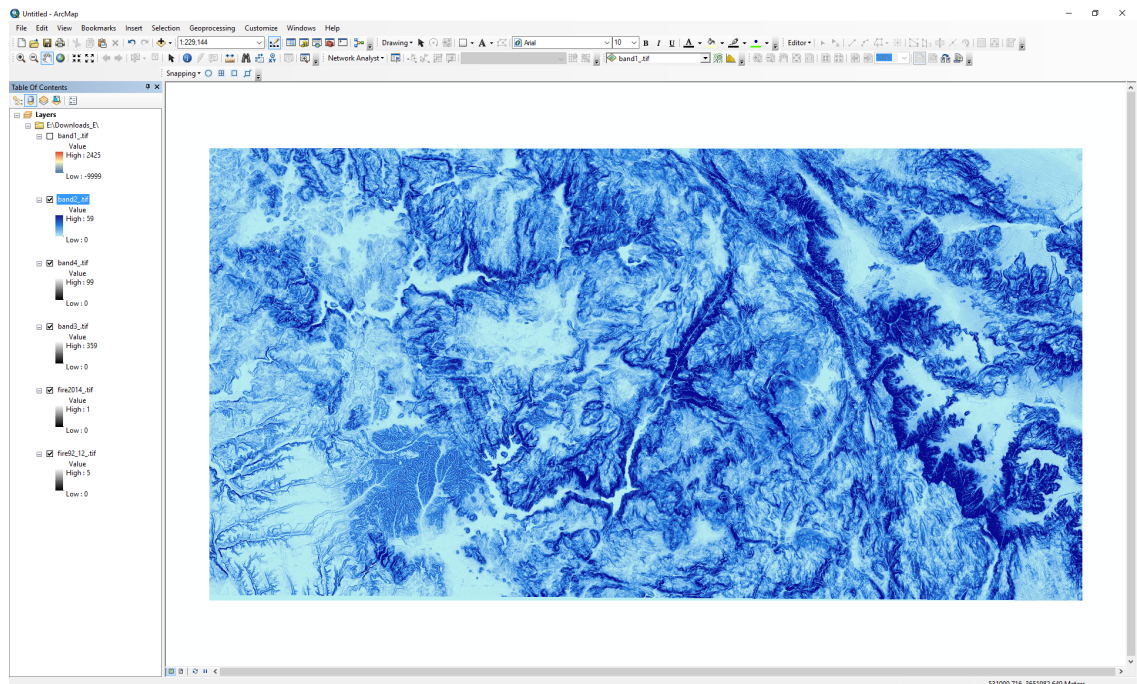 Untitled - ArcMap
File Edit View Bookmarks Insert Selection Geoprocessing Customize Windows Help
1:229,144 Drawing Arial 10 B I U A Editor
Network Analyst band1_.tif
Snapping
Table Of Contents
Layers
E:\Downloads_E\
band1_.tif
Value
High : 2425
Low : -9999
band2_.tif
Value
High : 59
Low : 0
band4_.tif
Value
High : 99
Low : 0
band3_.tif
Value
High : 359
Low : 0
fire2014_.tif
Value
High : 1
Low : 0
fire92_12_.tif
Value
High : 5
Low : 0